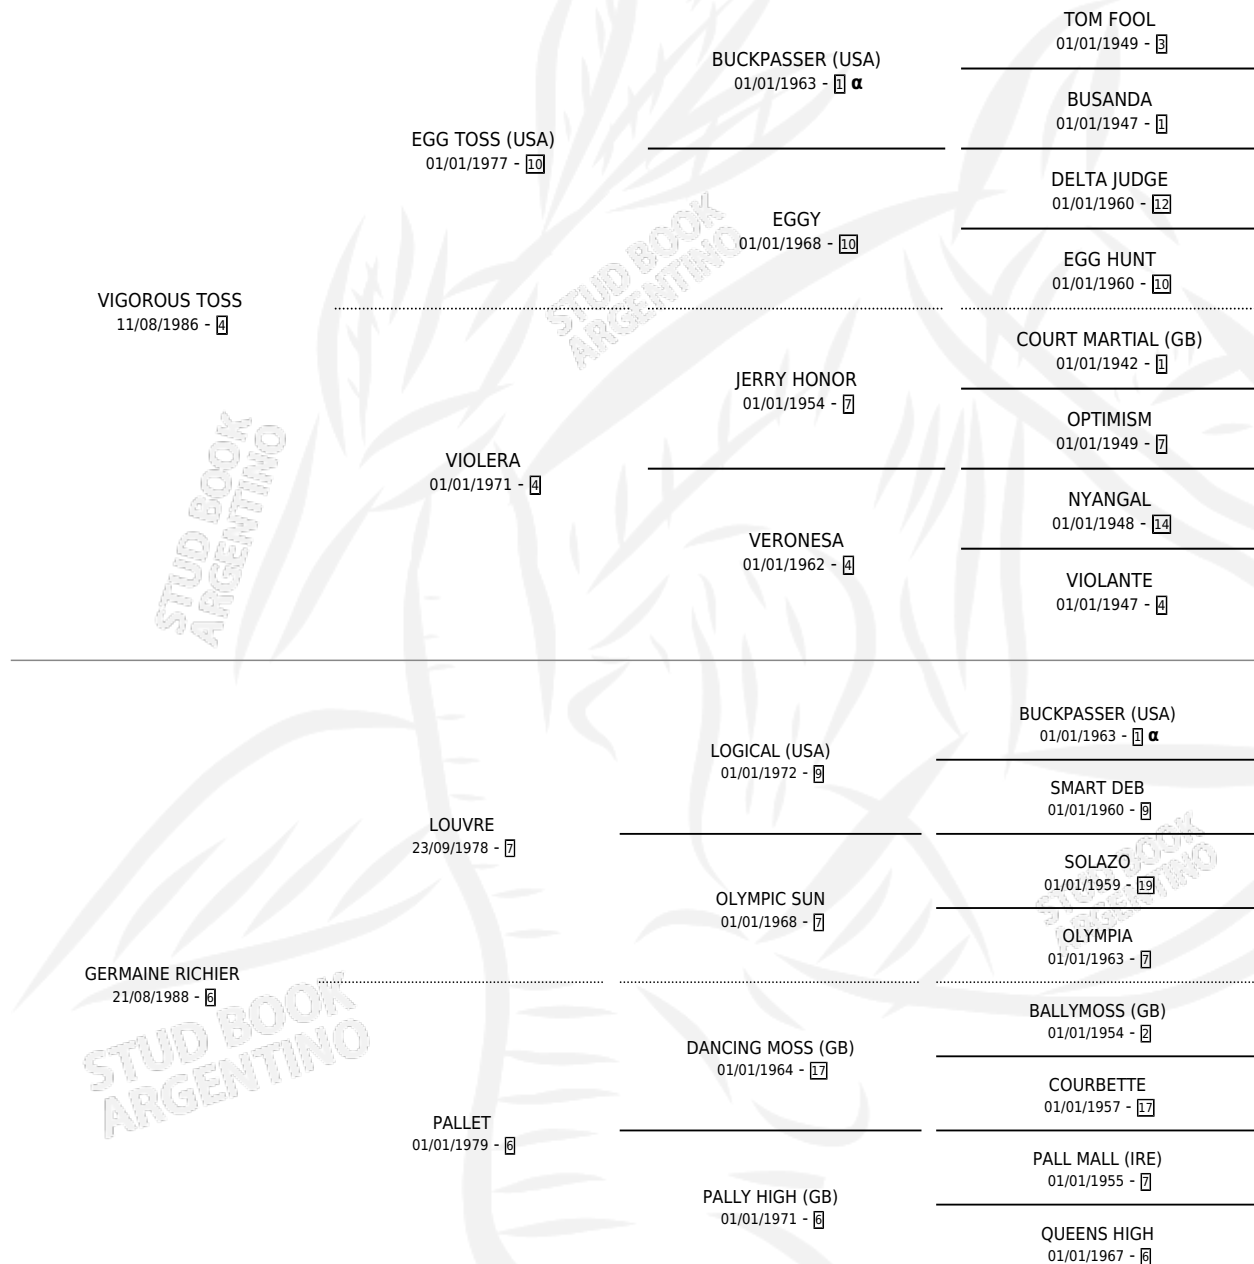 TOM FOOL
01/01/1949 - 3
BUCKPASSER (USA)
01/01/1963 - 1 α
BUSANDA
01/01/1947 - 1
EGG TOSS (USA)
01/01/1977 - 10
DELTA JUDGE
01/01/1960 - 12
EGGY
01/01/1968 - 10
EGG HUNT
01/01/1960 - 10
VIGOROUS TOSS
11/08/1986 - 4
COURT MARTIAL (GB)
01/01/1942 - 1
JERRY HONOR
01/01/1954 - 7
OPTIMISM
01/01/1949 - 7
VIOLERA
01/01/1971 - 4
NYANGAL
01/01/1948 - 14
VERONESA
01/01/1962 - 4
VIOLANTE
01/01/1947 - 4
BUCKPASSER (USA)
01/01/1963 - 1 α
LOGICAL (USA)
01/01/1972 - 9
SMART DEB
01/01/1960 - 9
LOUVRE
23/09/1978 - 7
SOLAZO
01/01/1959 - 19
OLYMPIC SUN
01/01/1968 - 7
OLYMPIA
01/01/1963 - 7
GERMAINE RICHIER
21/08/1988 - 6
BALLYMOSS (GB)
01/01/1954 - 2
DANCING MOSS (GB)
01/01/1964 - 17
COURBETTE
01/01/1957 - 17
PALLET
01/01/1979 - 6
PALL MALL (IRE)
01/01/1955 - 7
PALLY HIGH (GB)
01/01/1971 - 6
QUEENS HIGH
01/01/1967 - 6
STUD BOOK
ARGENTINO
STUD BOOK
ARGENTINO
STUD BOOK
ARGENTINO
STUD BOOK
ARGENTINO